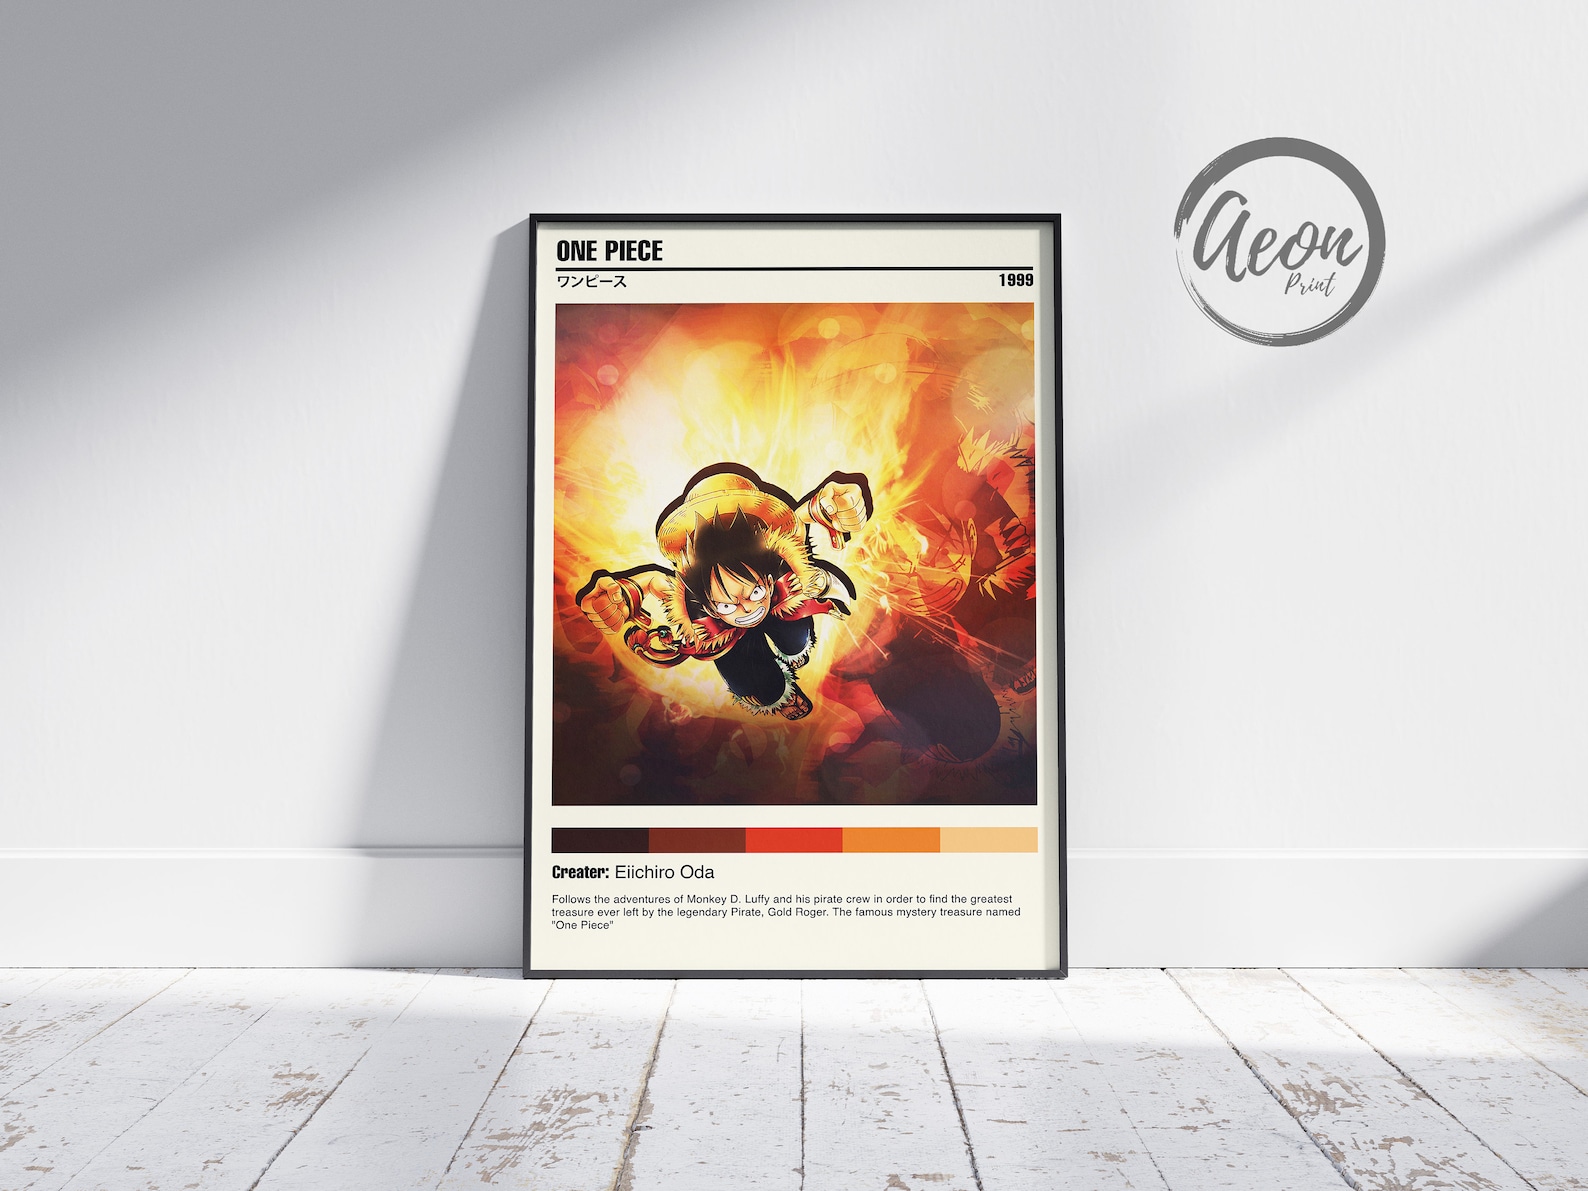 ONE PIECE
ワンピース
1999
Creater: Eiichiro Oda
Follows the adventures of Monkey D. Luffy and his pirate crew in order to find the greatest
treasure ever left by the legendary Pirate, Gold Roger. The famous mystery treasure named
"One Piece"
aeon
Print